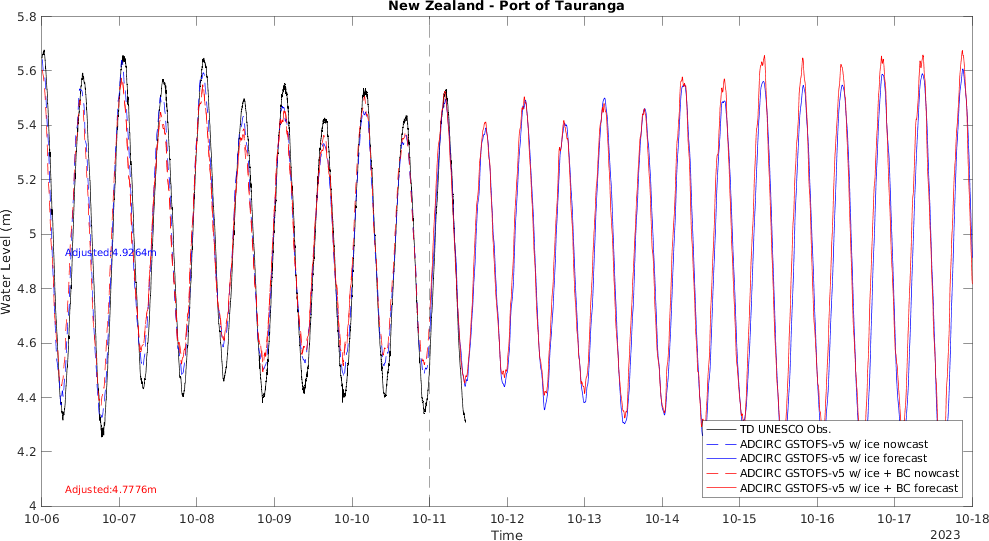 New Zealand - Port of Tauranga
5.8
5.6
5.4
5.2
5
4.8
4.6
4.4
4.2
4
Water Level (m)
Adjusted:4.9264m
Adjusted:4.7776m
TD UNESCO Obs.
ADCIRC GSTOFS-v5 w/ ice nowcast
ADCIRC GSTOFS-v5 w/ ice forecast
ADCIRC GSTOFS-v5 w/ ice + BC nowcast
ADCIRC GSTOFS-v5 w/ ice + BC forecast
10-06 10-07 10-08 10-09 10-10 10-11 10-12 10-13 10-14 10-15 10-16 10-17 10-18
Time
2023